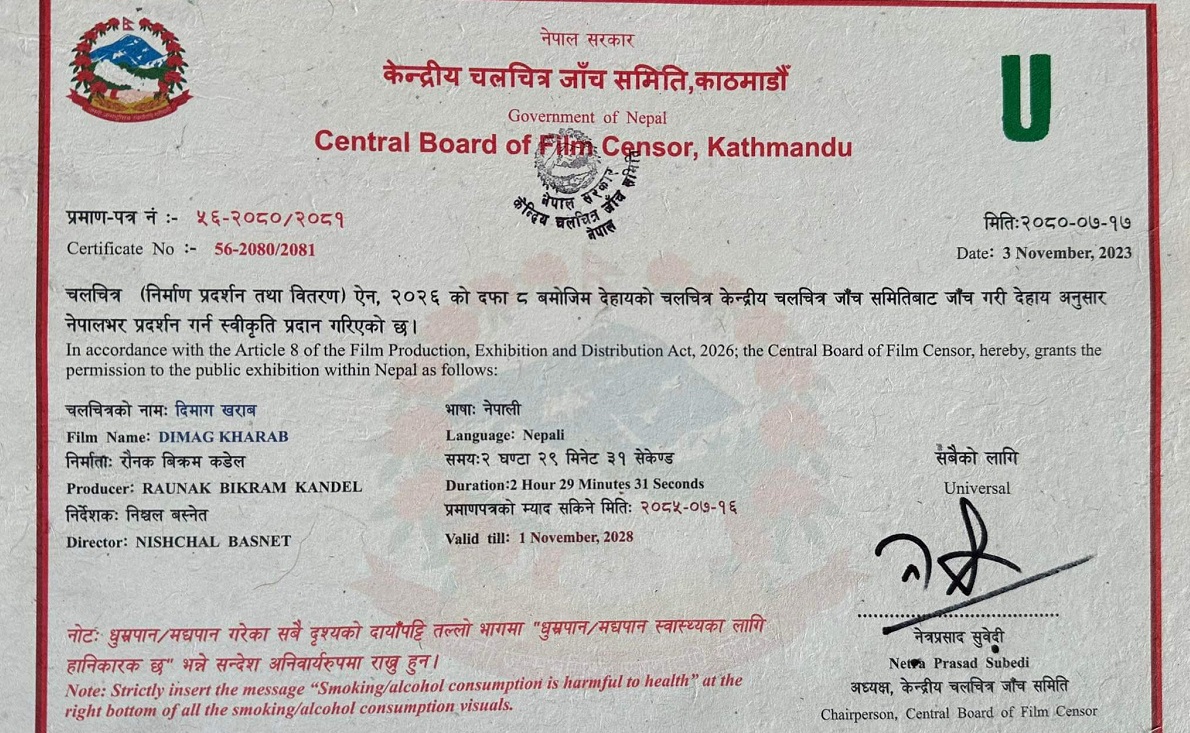 नेपाल सरकार
केन्द्रीय चलचित्र जाँच समिति,काठमाडौं
Government of Nepal
Central Board of Film Censor, Kathmandu
U
नेपाल सरकार
केन्द्रिय चलचित्र जाँच समिति
नेपाल
प्रमाण-पत्र नं :- ५६-२०८०/२०८१
मितिः२०८०-०७-१७
Certificate No :- 56-2080/2081
Date: 3 November, 2023
चलचित्र (निर्माण प्रदर्शन तथा वितरण) ऐन, २०२६ को दफा ८ बमोजिम देहायको चलचित्र केन्द्रीय चलचित्र जाँच समितिबाट जाँच गरी देहाय अनुसार
नेपालभर प्रदर्शन गर्न स्वीकृति प्रदान गरिएको छ।
In accordance with the Article 8 of the Film Production, Exhibition and Distribution Act, 2026; the Central Board of Film Censor, hereby, grants the
permission to the public exhibition within Nepal as follows:
चलचित्रको नामः दिमाग खराब
Film Name: DIMAG KHARAB
निर्माताः रौनक बिक्रम कडेल
Producer: RAUNAK BIKRAM KANDEL
निर्देशकः निश्चल बस्नेत
Director: NISHCHAL BASNET
भाषाः नेपाली
Language: Nepali
समयः२ घण्टा २९ मिनेट ३१ सेकेण्ड
Duration:2 Hour 29 Minutes 31 Seconds
प्रमाणपत्रको म्याद सकिने मितिः २०८५-०७-१६
Valid till: 1 November, 2028
सबैको लागि
Universal
नेत्रप्रसाद सुवेदी
Netra Prasad Subedi
अध्यक्ष, केन्द्रीय चलचित्र जाँच समिति
Chairperson, Central Board of Film Censor
नोटः धुम्रपान/मद्यपान गरेका सबै दृश्यको दायाँपट्टि तल्लो भागमा "धुम्रपान/मद्यपान स्वास्थ्यका लागि
हानिकारक छ" भन्ने सन्देश अनिवार्यरुपमा राख्नु हुन।
Note: Strictly insert the message “Smoking/alcohol consumption is harmful to health” at the
right bottom of all the smoking/alcohol consumption visuals.